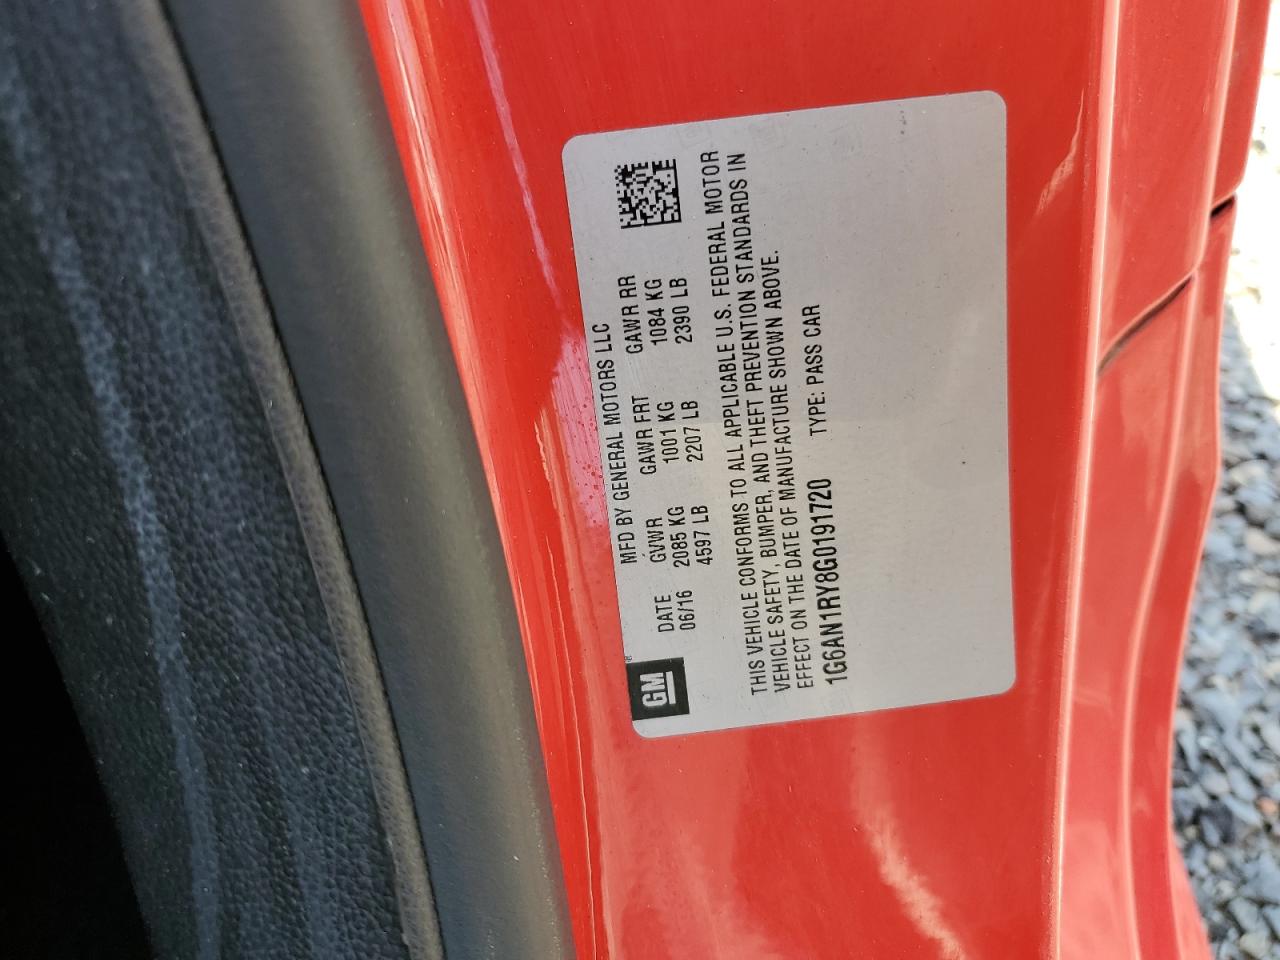 GM
MFD BY GENERAL MOTORS LLC
DATE GVWR GAWR FRT GAWR RR
06/16 2085 KG 1001 KG 1084 KG
4597 LB 2207 LB 2390 LB
THIS VEHICLE CONFORMS TO ALL APPLICABLE U.S. FEDERAL MOTOR
VEHICLE SAFETY, BUMPER, AND THEFT PREVENTION STANDARDS IN
EFFECT ON THE DATE OF MANUFACTURE SHOWN ABOVE.
1G6AN1RY8G0191720 TYPE: PASS CAR